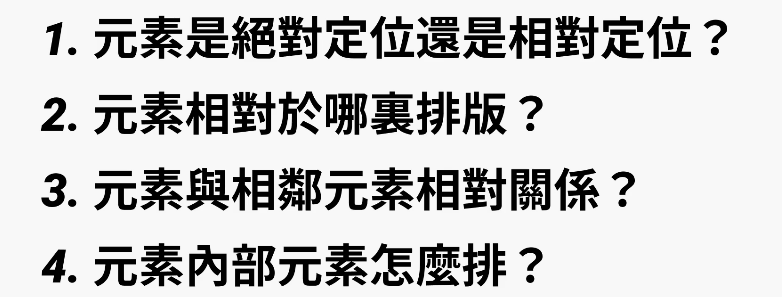 1. 元素是絕對定位還是相對定位？
2. 元素相對於哪裏排版？
3. 元素與相鄰元素相對關係？
4. 元素內部元素怎麼排？